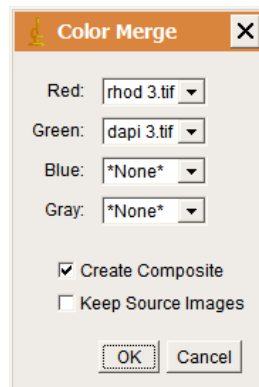 Color Merge
Red: rhod 3.tif
Green: dapi 3.tif
Blue: *None*
Gray: *None*
Create Composite
Keep Source Images
OK Cancel